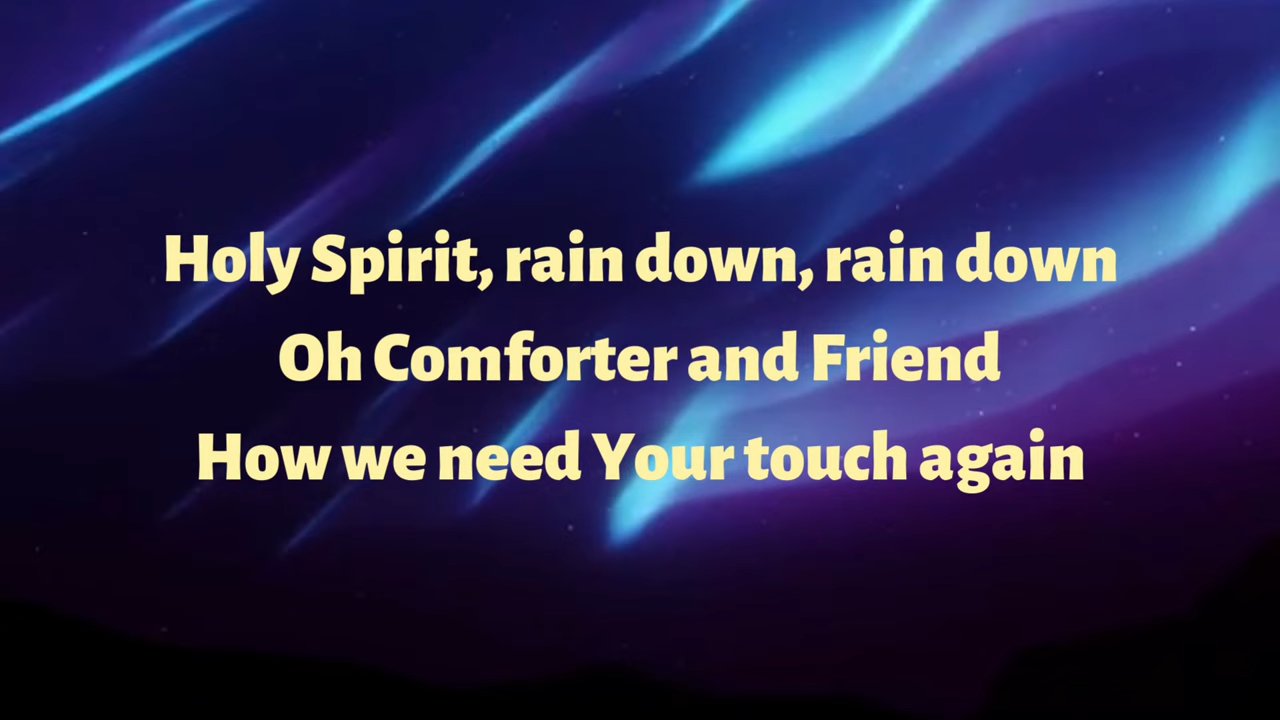 Holy Spirit, rain down, rain down
Oh Comforter and Friend
How we need Your touch again